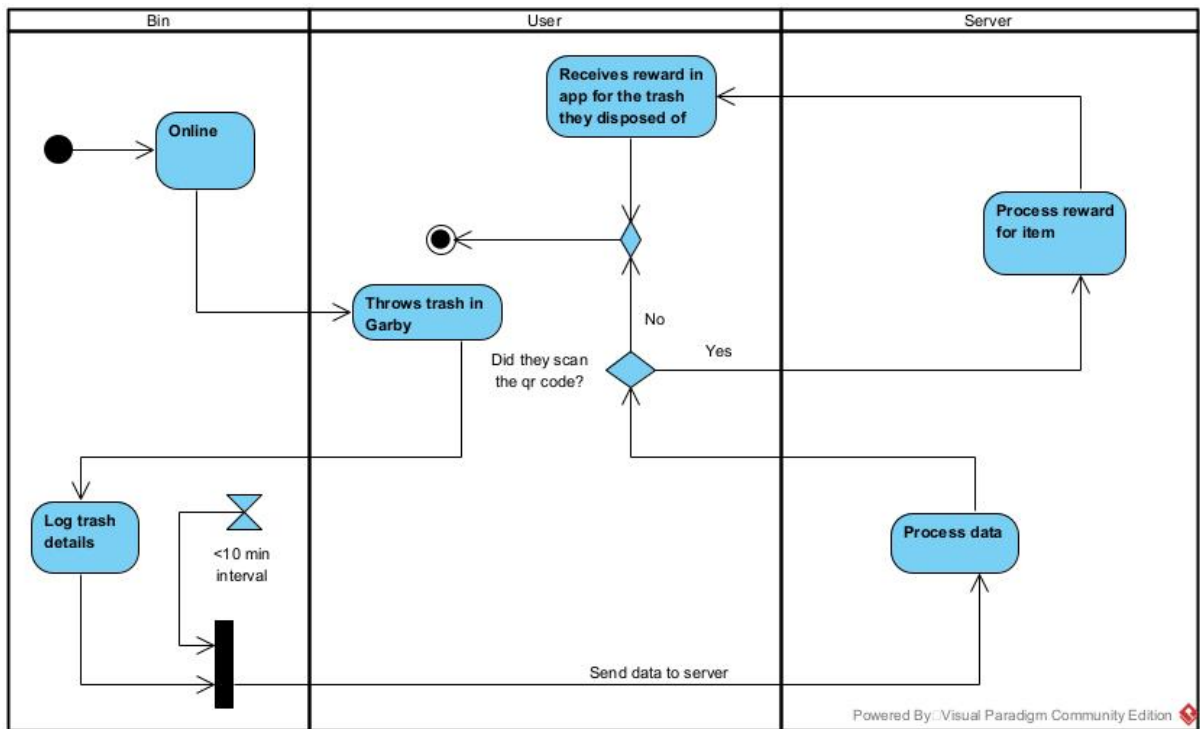 Bin
User
Server
Receives reward in
app for the trash
they disposed of
Online
Process reward
for item
Throws trash in
Garby
No
Yes
Did they scan
the qr code?
Log trash
details
<10 min
interval
Process data
Send data to server
Powered By Visual Paradigm Community Edition